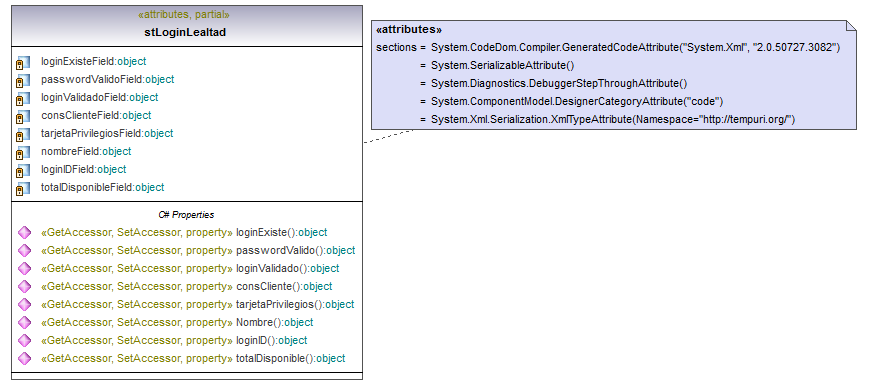 «attributes, partial»
stLoginLealtad
loginExisteField:object
passwordValidoField:object
loginValidadoField:object
consClienteField:object
tarjetaPrivilegiosField:object
nombreField:object
loginIDField:object
totalDisponibleField:object
C# Properties
«GetAccessor, SetAccessor, property» loginExiste():object
«GetAccessor, SetAccessor, property» passwordValido():object
«GetAccessor, SetAccessor, property» loginValidado():object
«GetAccessor, SetAccessor, property» consCliente():object
«GetAccessor, SetAccessor, property» tarjetaPrivilegios():object
«GetAccessor, SetAccessor, property» Nombre():object
«GetAccessor, SetAccessor, property» loginID():object
«GetAccessor, SetAccessor, property» totalDisponible():object
«attributes»
sections = System.CodeDom.Compiler.GeneratedCodeAttribute("System.Xml", "2.0.50727.3082")
= System.SerializableAttribute()
= System.Diagnostics.DebuggerStepThroughAttribute()
= System.ComponentModel.DesignerCategoryAttribute("code")
= System.Xml.Serialization.XmlTypeAttribute(Namespace="http://tempuri.org/")